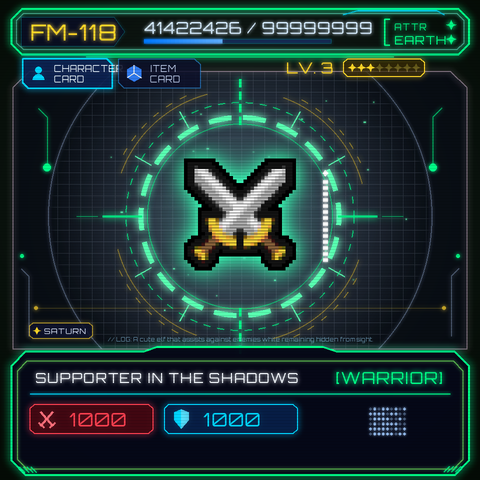 FM-118
41422426 / 99999999
ATTR
EARTH
CHARACTER
CARD
ITEM
CARD
LV. 3
SATURN
// LOG: A cute elf that assists against enemies while remaining hidden from sight.
SUPPORTER IN THE SHADOWS
[WARRIOR]
1000
1000